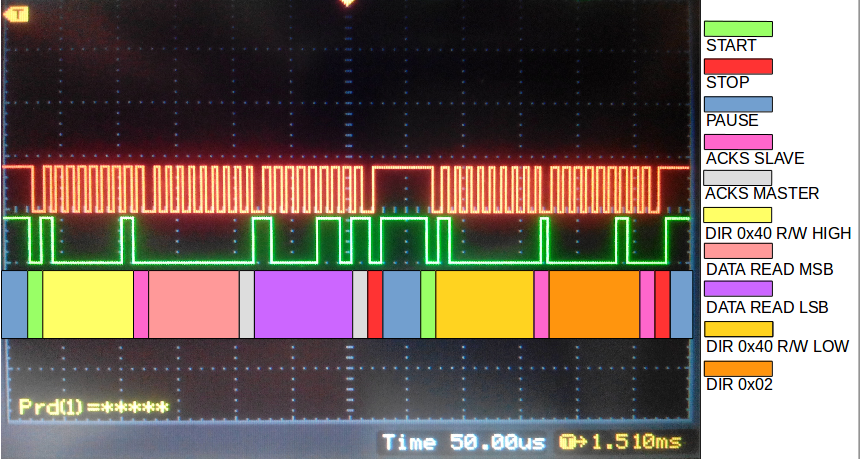 T
START
STOP
PAUSE
ACKS SLAVE
ACKS MASTER
DIR 0x40 R/W HIGH
DATA READ MSB
DATA READ LSB
DIR 0x40 R/W LOW
DIR 0x02
Prd(1)=*****
Time 50.00us T→1.510ms